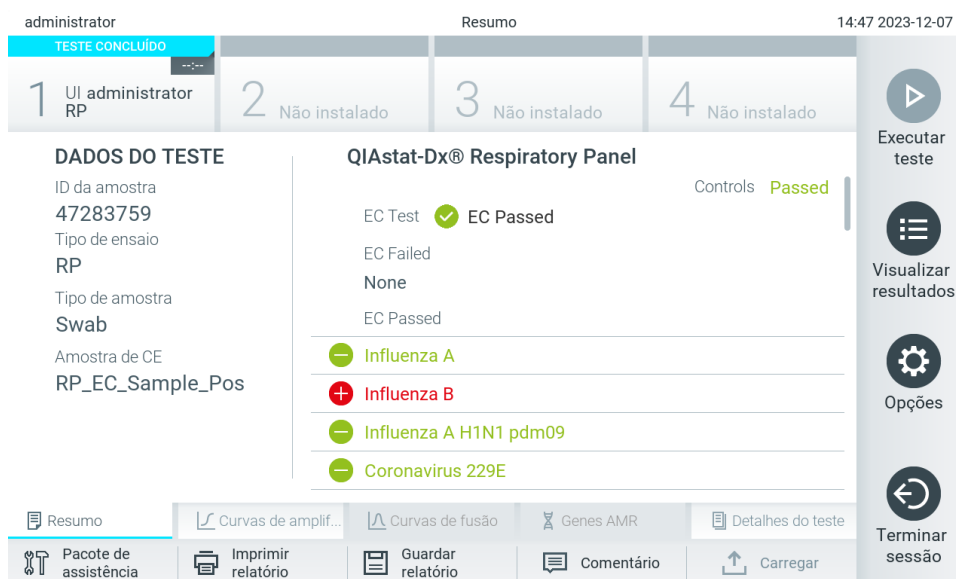 administrator
Resumo
14:47 2023-12-07
TESTE CONCLUÍDO
--:--
1 UI administrator
RP
2 Não instalado
3 Não instalado
4 Não instalado
Executar
teste
DADOS DO TESTE
ID da amostra
47283759
Tipo de ensaio
RP
Tipo de amostra
Swab
Amostra de CE
RP_EC_Sample_Pos
QIAstat-Dx® Respiratory Panel
Controls Passed
EC Test EC Passed
EC Failed
None
EC Passed
Influenza A
Influenza B
Influenza A H1N1 pdm09
Coronavirus 229E
Visualizar
resultados
Opções
Terminar
sessão
Resumo
Curvas de amplif...
Curvas de fusão
Genes AMR
Detalhes do teste
Pacote de
assistência
Imprimir
relatório
Guardar
relatório
Comentário
Carregar